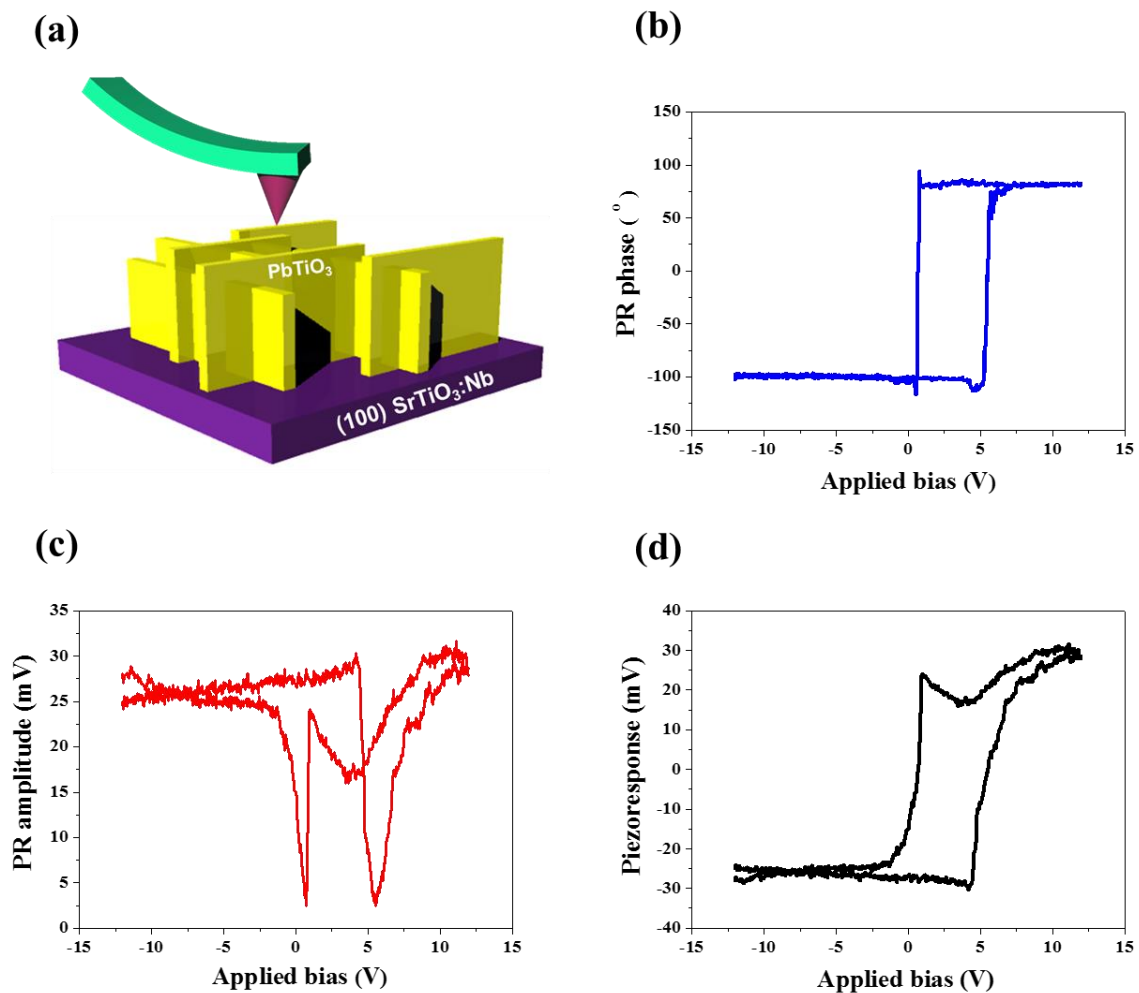 (a)
PbTiO3
(100) SrTiO3:Nb
(b)
150
100
50
0
-50
-100
-150
-15 -10 -5 0 5 10 15
PR phase ( ° )
Applied bias (V)
(c)
35
30
25
20
15
10
5
0
-15 -10 -5 0 5 10 15
PR amplitude (mV)
Applied bias (V)
(d)
40
30
20
10
0
-10
-20
-30
-40
-15 -10 -5 0 5 10 15
Piezoresponse (mV)
Applied bias (V)